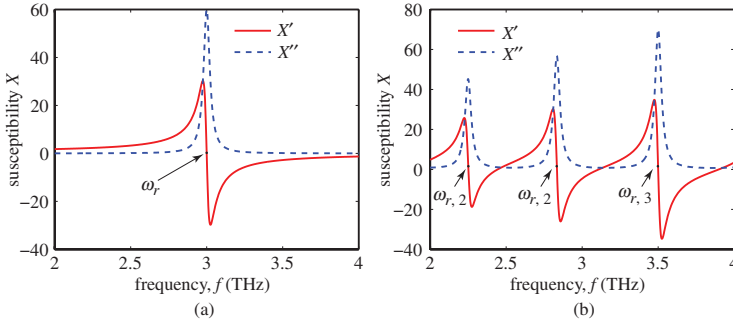 60
40
20
0
−20
−40
susceptibility X
X′
X″
ω_r
2
2.5
3
3.5
4
frequency, f (THz)
(a)
80
60
40
20
0
−20
−40
susceptibility X
X′
X″
ω_r, 2
ω_r, 2
ω_r, 3
2
2.5
3
3.5
4
frequency, f (THz)
(b)